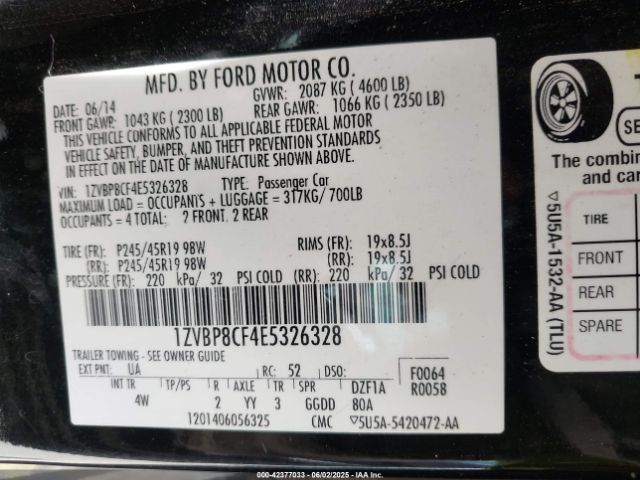 MFD. BY FORD MOTOR CO.
DATE: 06/14 GVWR: 2087 KG ( 4600 LB)
FRONT GAWR: 1043 KG ( 2300 LB) REAR GAWR: 1066 KG ( 2350 LB)
THIS VEHICLE CONFORMS TO ALL APPLICABLE FEDERAL MOTOR
VEHICLE SAFETY, BUMPER, AND THEFT PREVENTION STANDARDS
IN EFFECT ON THE DATE OF MANUFACTURE SHOWN ABOVE.
VIN: 1ZVBP8CF4E5326328 TYPE: Passenger Car
MAXIMUM LOAD = OCCUPANTS + LUGGAGE = 317KG/ 700LB
OCCUPANTS = 4 TOTAL: 2 FRONT, 2 REAR
TIRE (FR): P245/45R19 98W RIMS (FR): 19x8.5J
(RR): P245/45R19 98W (RR): 19x8.5J
PRESSURE (FR): 220 kPa/ 32 PSI COLD (RR): 220 kPa/ 32 PSI COLD
1ZVBP8CF4E5326328
TRAILER TOWING - SEE OWNER GUIDE
EXT PNT: UA RC: 52 DSO: F0064
R0058
INT TR TP/PS R AXLE TR SPR DZF1A
4W 2 YY 3 GGDD 80A
1201406056325 CMC ▽5U5A-5420472-AA
The combin
and car
TIRE
FRONT
REAR
SPARE
▽5U5A-1532-AA (TLU)
000-42377033 - 06/02/2025 - IAAI.COM